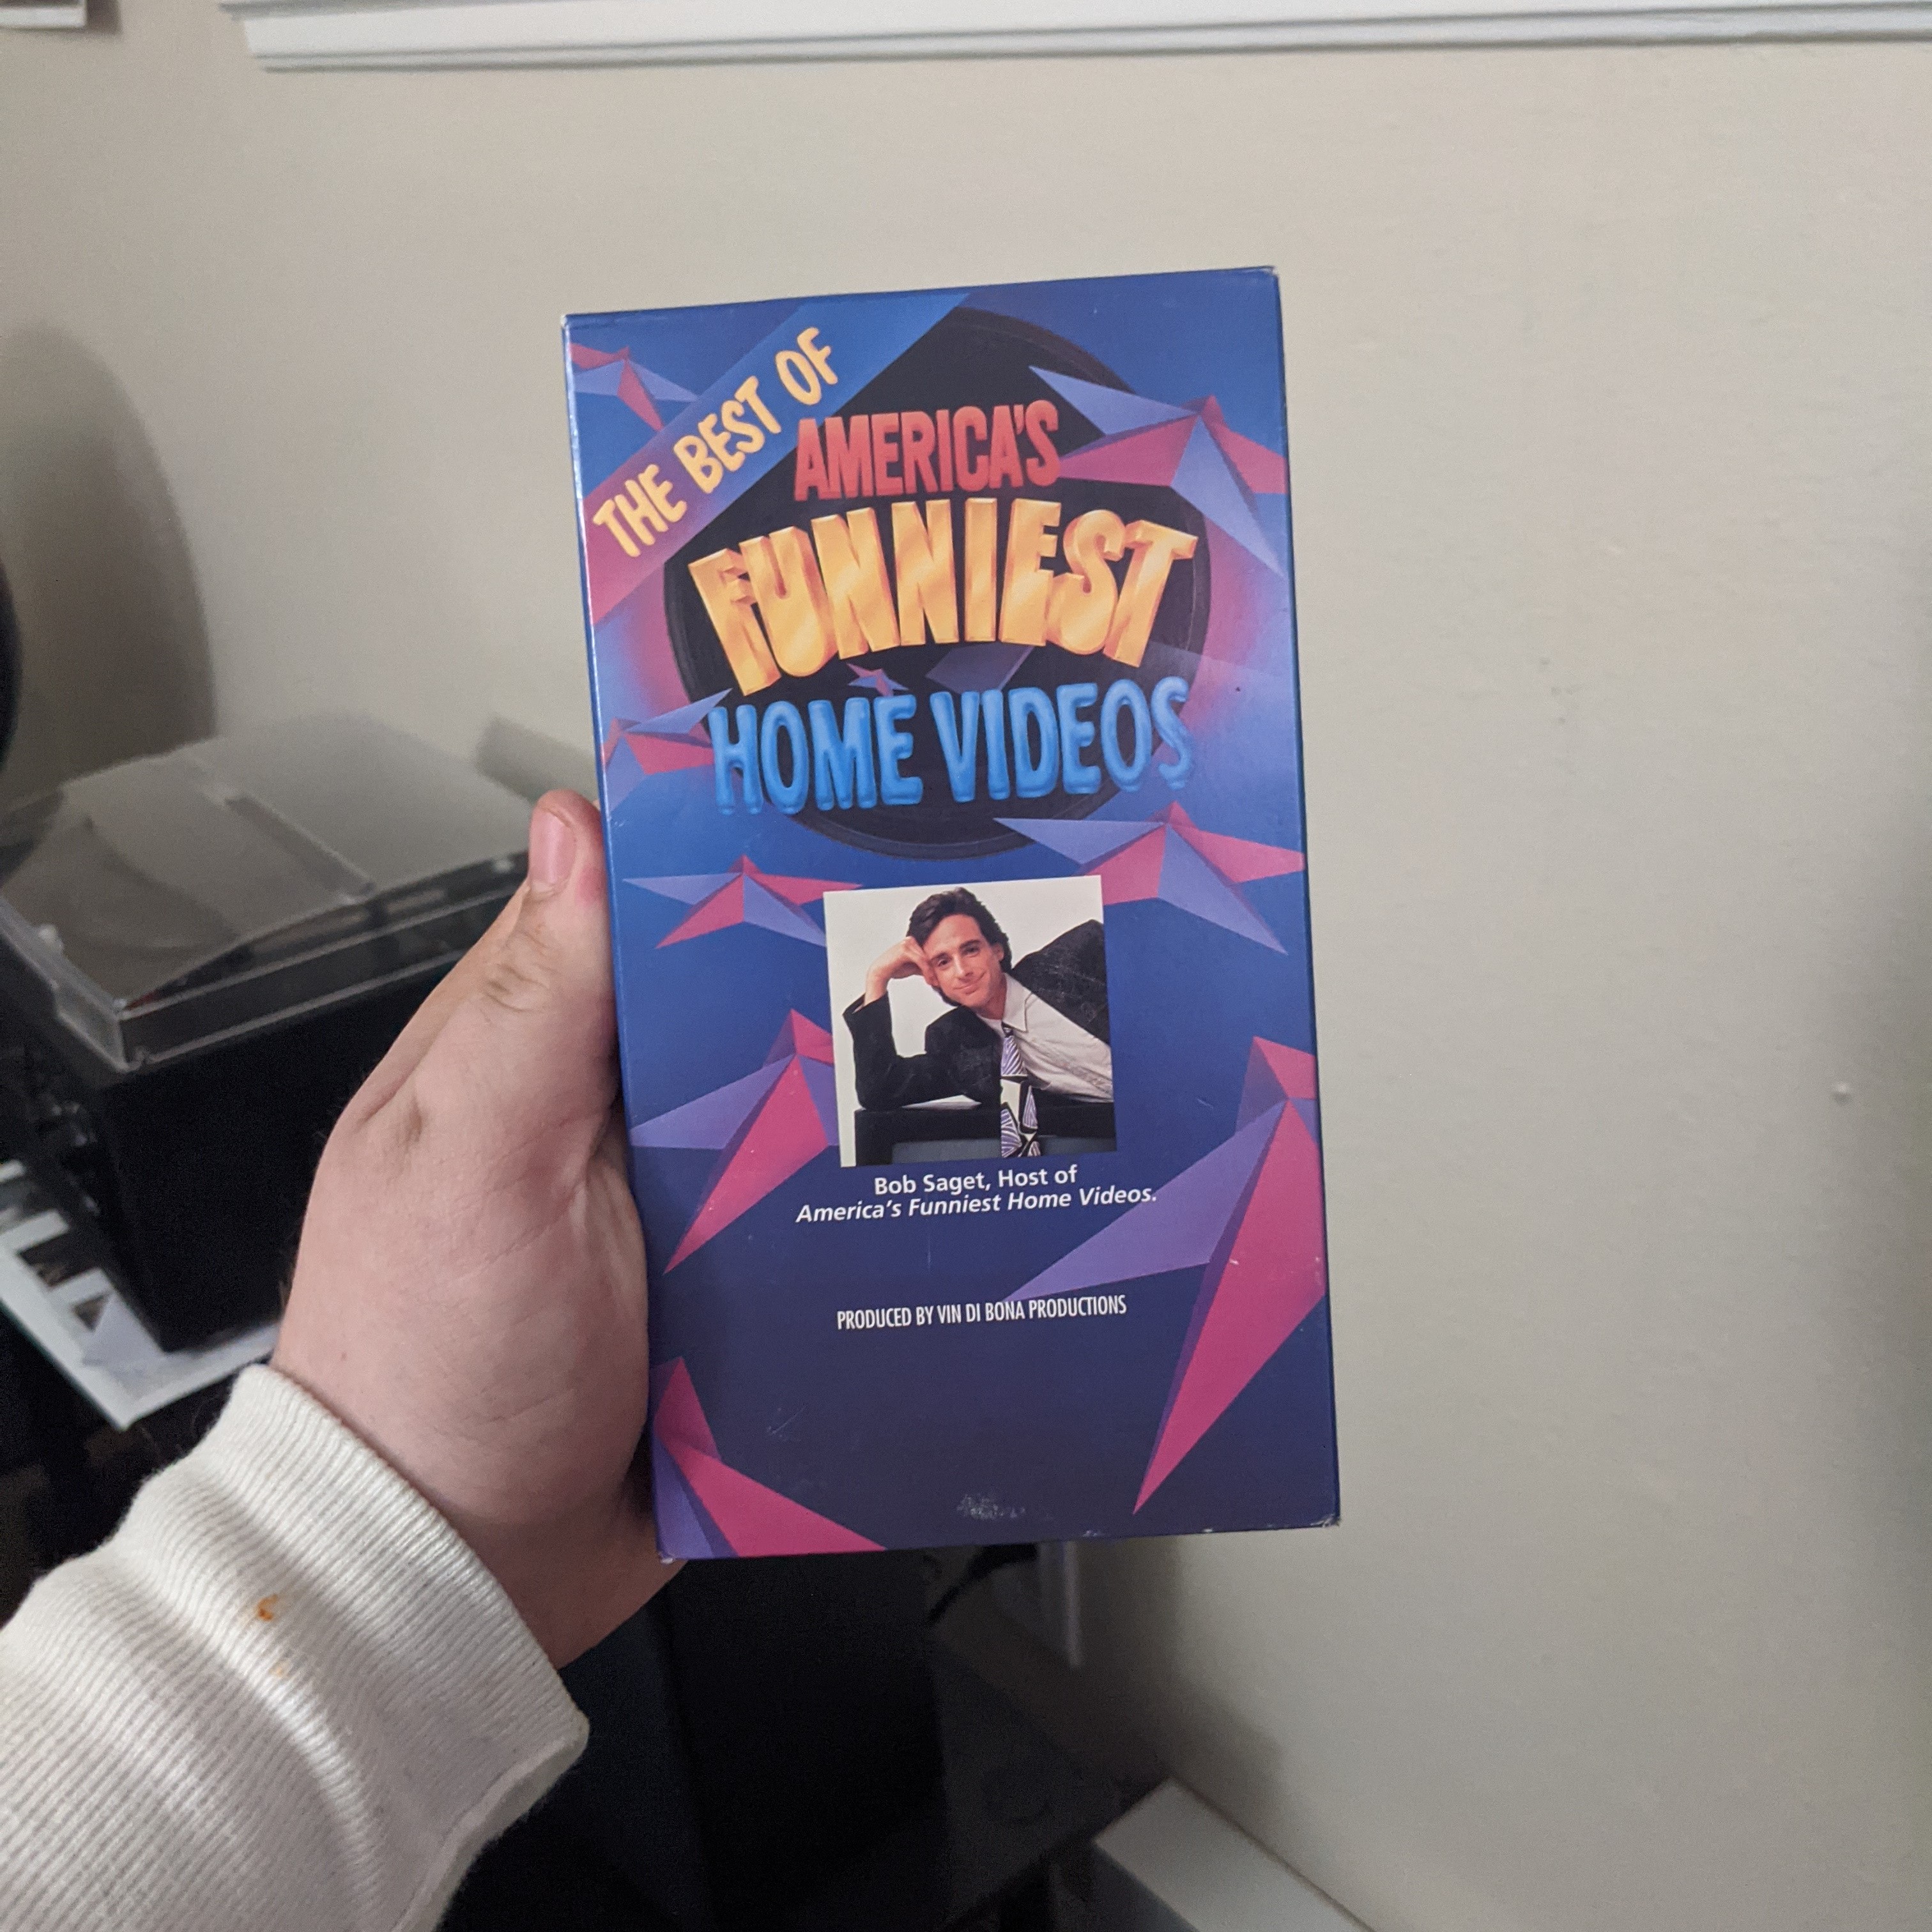 THE BEST OF
AMERICA'S
FUNNIEST
HOME VIDEOS
Bob Saget, Host of
America's Funniest Home Videos.
PRODUCED BY VIN DI BONA PRODUCTIONS